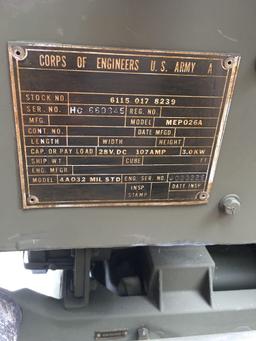 CORPS OF ENGINEERS U. S. ARMY A
STOCK NO. 6115 017 8239
SER. NO. HC 669345 REG. NO.
MFG. MODEL MEP026A
CONT. NO. DATE MFGD.
LENGTH WIDTH HEIGHT
CAP. OR PAY LOAD 28V. DC 107AMP 3.0KW
SHIP. WT CUBE FT
ENG. MFGR.
MODEL 4A032 MIL STD ENG. SER. NO.
INSP. STAMP DATE INSP.